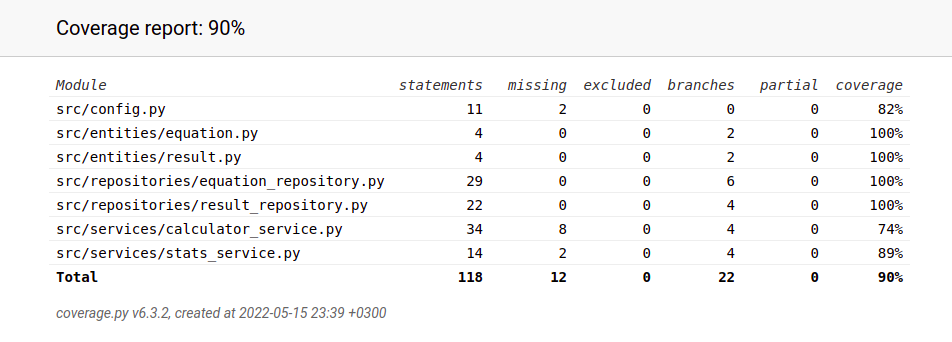 Coverage report: 90%
Module statements missing excluded branches partial coverage
src/config.py 11 2 0 0 0 82%
src/entities/equation.py 4 0 0 2 0 100%
src/entities/result.py 4 0 0 2 0 100%
src/repositories/equation_repository.py 29 0 0 6 0 100%
src/repositories/result_repository.py 22 0 0 4 0 100%
src/services/calculator_service.py 34 8 0 4 0 74%
src/services/stats_service.py 14 2 0 4 0 89%
Total 118 12 0 22 0 90%
coverage.py v6.3.2, created at 2022-05-15 23:39 +0300